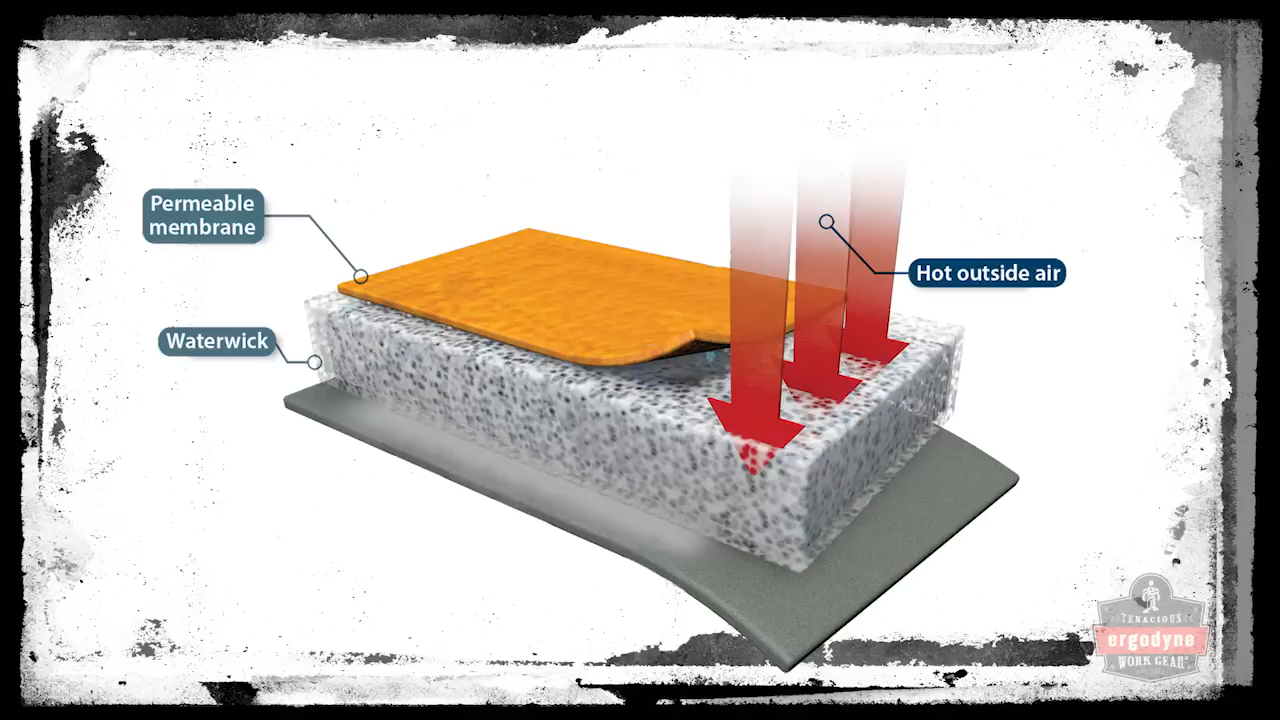 Permeable
membrane
Hot outside air
Waterwick
TENACIOUS
ergodyne
WORK GEAR